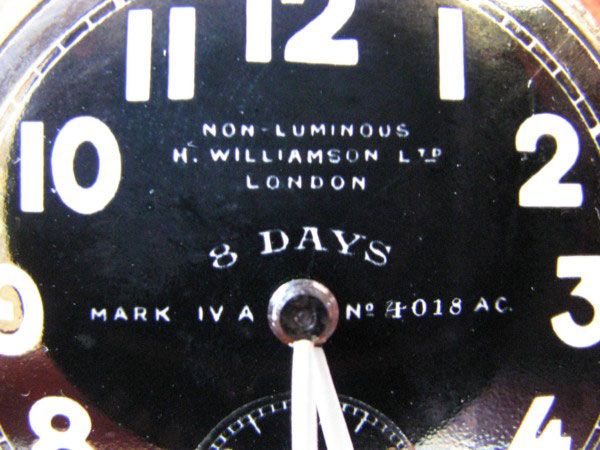 11 12 1
10 2
NON-LUMINOUS
H. WILLIAMSON LTD
LONDON
8 DAYS
MARK IV A Nº 4018 AC.
9 3
8 4